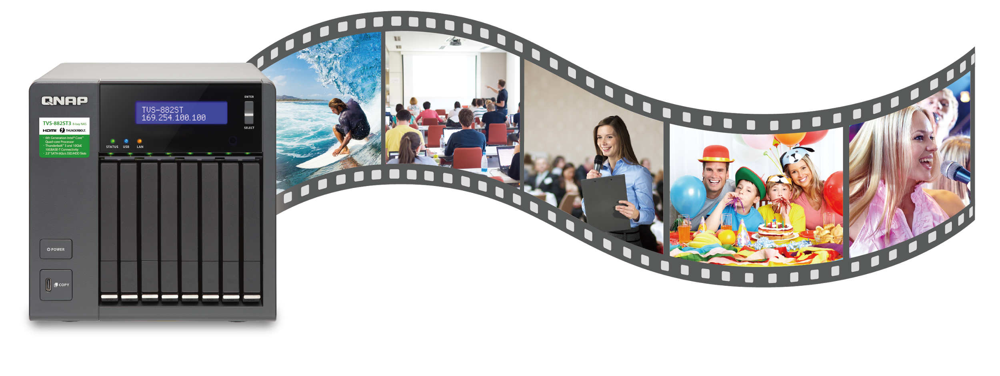 QNAP
TVS-882ST3 8-bay NAS
HDMI THUNDERBOLT.
· 6th Generation Intel® Core™
Quad-core Processor
· Thunderbolt™ 3 and 10GbE
10GBASE-T Connectivity
· 2.5" SATA 6Gb/s SSD/HDD Slots
TVS-882ST
169.254.100.100
ENTER
SELECT
STATUS USB LAN
POWER
COPY